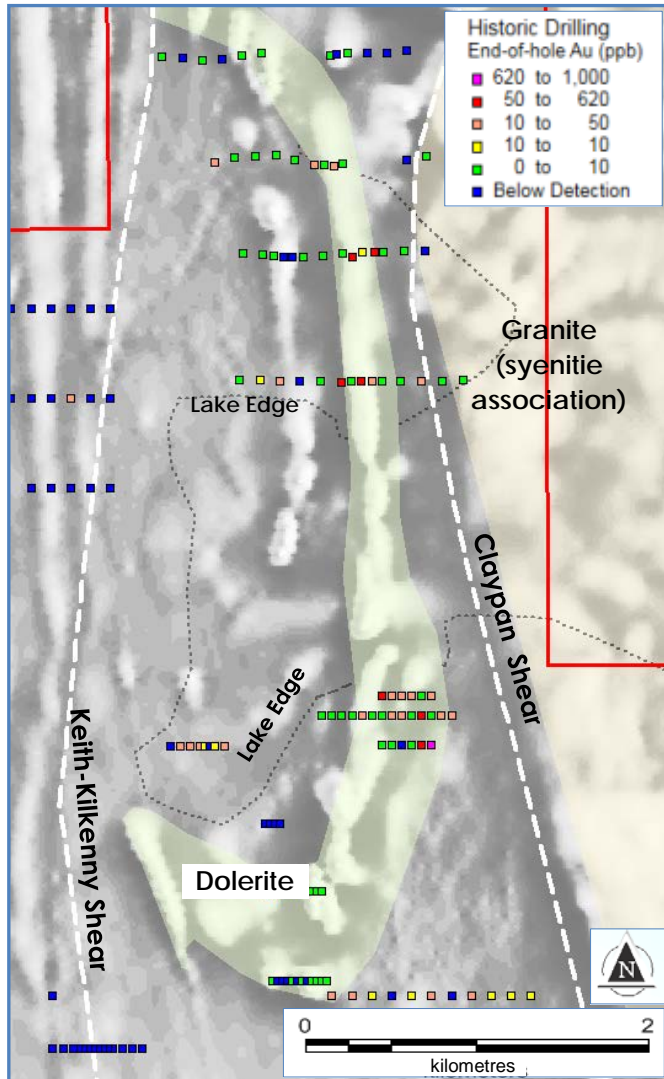 Historic Drilling
End-of-hole Au (ppb)
620 to 1,000
50 to 620
10 to 50
10 to 10
0 to 10
Below Detection
Granite
(syenitie
association)
Lake Edge
Claypan Shear
Lake Edge
Keith-Kilkenny Shear
Dolerite
N
0 2
kilometres